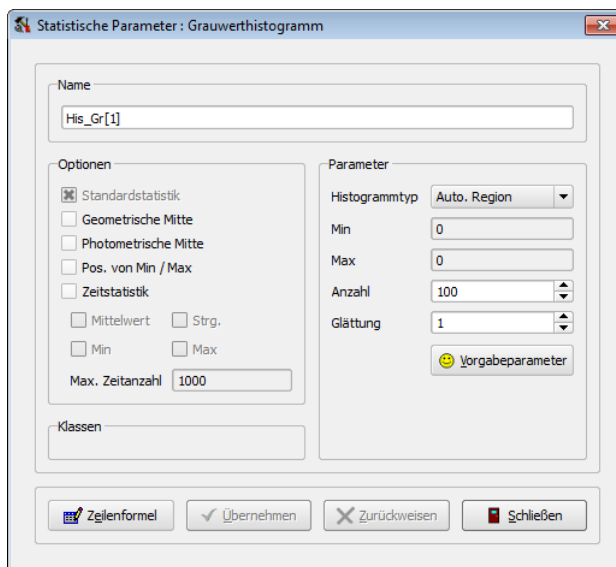 Statistische Parameter : Grauwerthistogramm
Name
His_Gr[1]
Optionen
Standardstatistik
Geometrische Mitte
Photometrische Mitte
Pos. von Min / Max
Zeitstatistik
Mittelwert Strg.
Min Max
Max. Zeitanzahl 1000
Klassen
Parameter
Histogrammtyp Auto. Region
Min 0
Max 0
Anzahl 100
Glättung 1
Vorgabeparameter
Zeilenformel Übernehmen Zurückweisen Schließen